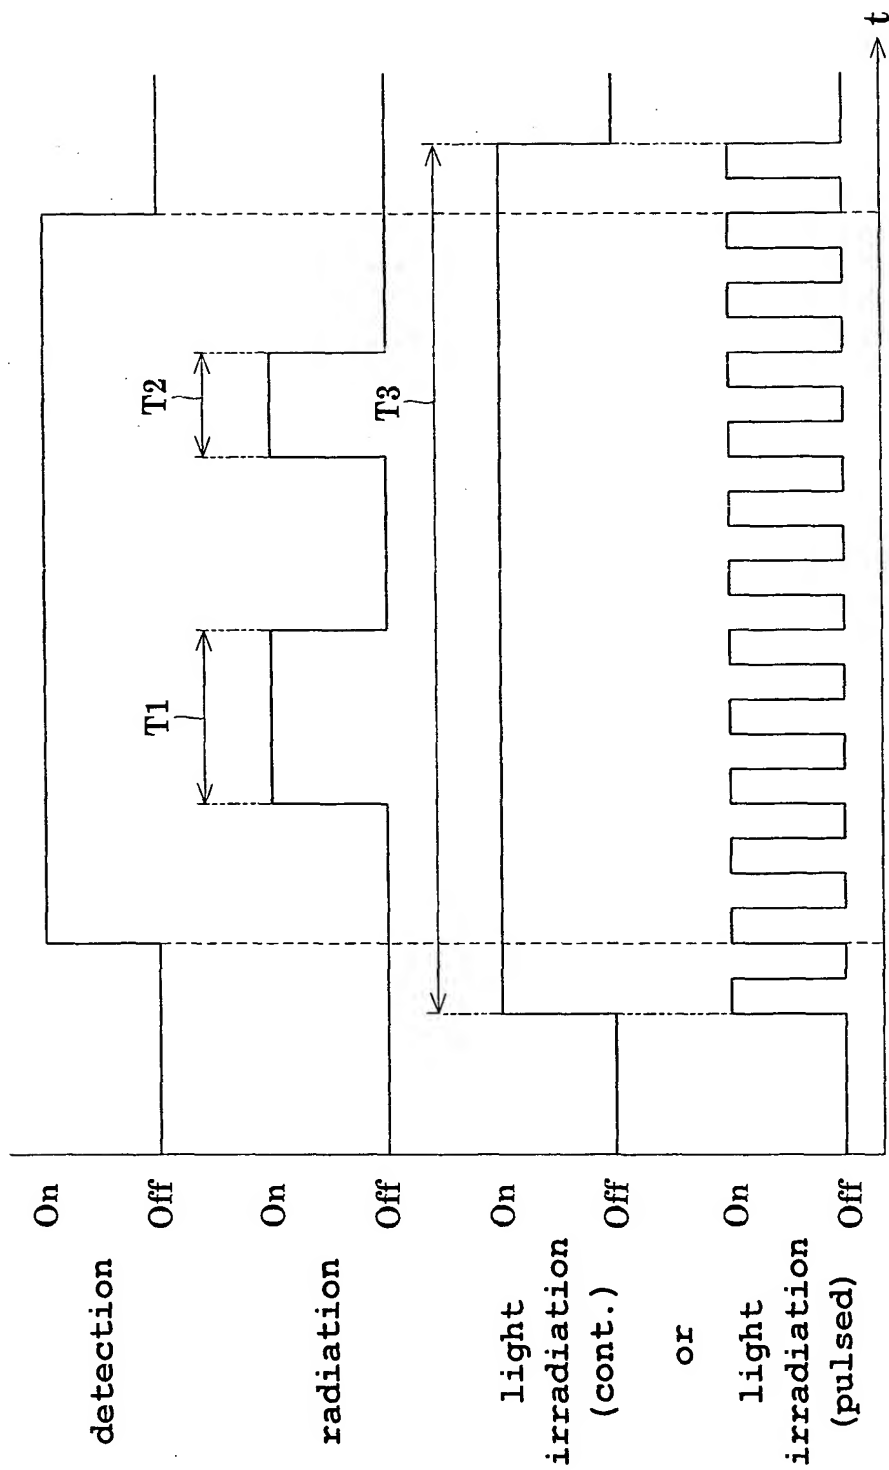 detection
On
Off
T1
T2
radiation
On
Off
T3
light
irradiation
(cont.)
On
Off
or
light
irradiation
(pulsed)
On
Off
t